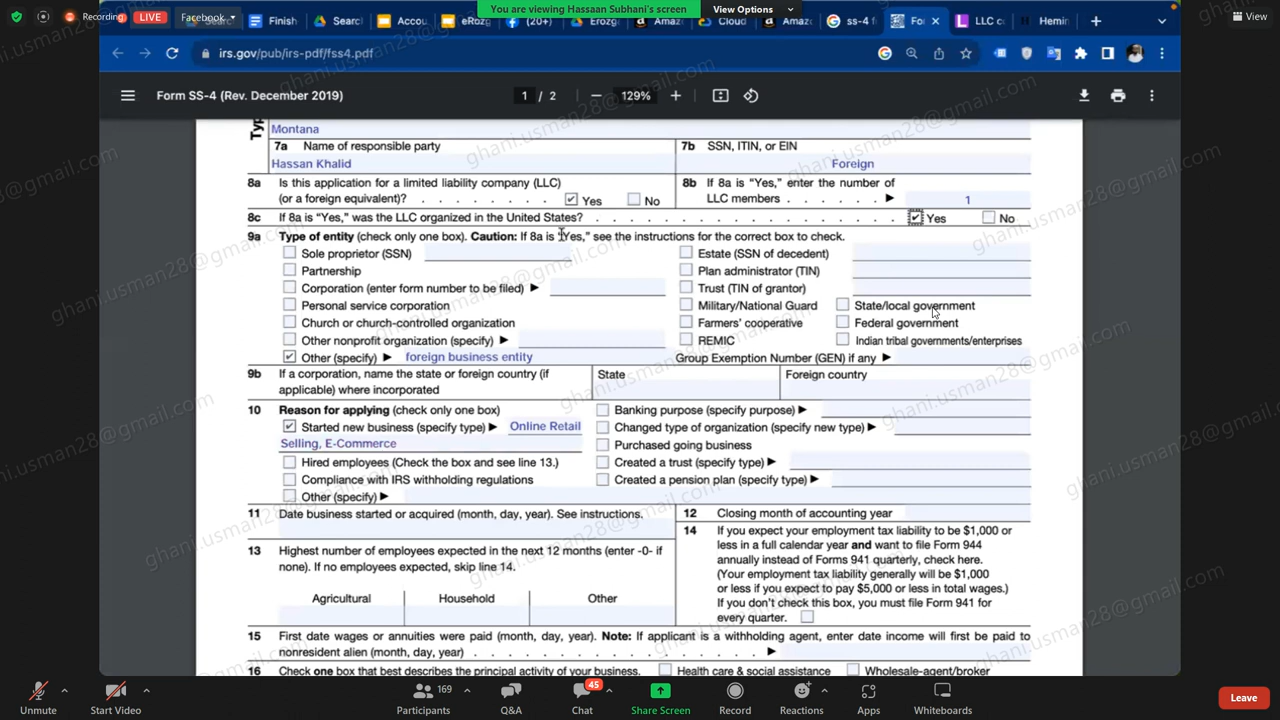 Recording
LIVE
Facebook
You are viewing Hassaan Subhani's screen
View Options
View
Finish
Searcl
Accou
eRozg
(20+)
Erozg
Amazo
Cloud
Amazo
ss-4 f
For
LLC co
Hemin
irs.gov/pub/irs-pdf/fss4.pdf
Form SS-4 (Rev. December 2019)
1 / 2
129%
Montana
7a Name of responsible party
7b SSN, ITIN, or EIN
Hassan Khalid
Foreign
8a Is this application for a limited liability company (LLC)
(or a foreign equivalent)? . . . . . . . . Yes No
8b If 8a is “Yes,” enter the number of
LLC members . . . . . . ▶ 1
8c If 8a is “Yes,” was the LLC organized in the United States? . . . . . . . . . . . . . . . . . . Yes No
9a Type of entity (check only one box). Caution: If 8a is “Yes,” see the instructions for the correct box to check.
Sole proprietor (SSN)
Estate (SSN of decedent)
Partnership
Plan administrator (TIN)
Corporation (enter form number to be filed) ▶
Trust (TIN of grantor)
Personal service corporation
Military/National Guard
State/local government
Church or church-controlled organization
Farmers’ cooperative
Federal government
Other nonprofit organization (specify) ▶
REMIC
Indian tribal governments/enterprises
Other (specify) ▶ foreign business entity
Group Exemption Number (GEN) if any ▶
9b If a corporation, name the state or foreign country (if
applicable) where incorporated
State
Foreign country
10 Reason for applying (check only one box)
Banking purpose (specify purpose) ▶
Started new business (specify type) ▶ Online Retail
Changed type of organization (specify new type) ▶
Selling, E-Commerce
Purchased going business
Hired employees (Check the box and see line 13.)
Created a trust (specify type) ▶
Compliance with IRS withholding regulations
Created a pension plan (specify type) ▶
Other (specify) ▶
11 Date business started or acquired (month, day, year). See instructions.
12 Closing month of accounting year
13 Highest number of employees expected in the next 12 months (enter -0- if
none). If no employees expected, skip line 14.
Agricultural
Household
Other
14 If you expect your employment tax liability to be $1,000 or
less in a full calendar year and want to file Form 944
annually instead of Forms 941 quarterly, check here.
(Your employment tax liability generally will be $1,000
or less if you expect to pay $5,000 or less in total wages.)
If you don’t check this box, you must file Form 941 for
every quarter.
15 First date wages or annuities were paid (month, day, year). Note: If applicant is a withholding agent, enter date income will first be paid to
nonresident alien (month, day, year) . . . . . . . . . . . . . . . . . ▶
16 Check one box that best describes the principal activity of your business.
Health care & social assistance
Wholesale-agent/broker
ghani.usman28@gmail.com
Unmute
Start Video
169
Participants
Q&A
45
Chat
Share Screen
Record
Reactions
Apps
Whiteboards
Leave